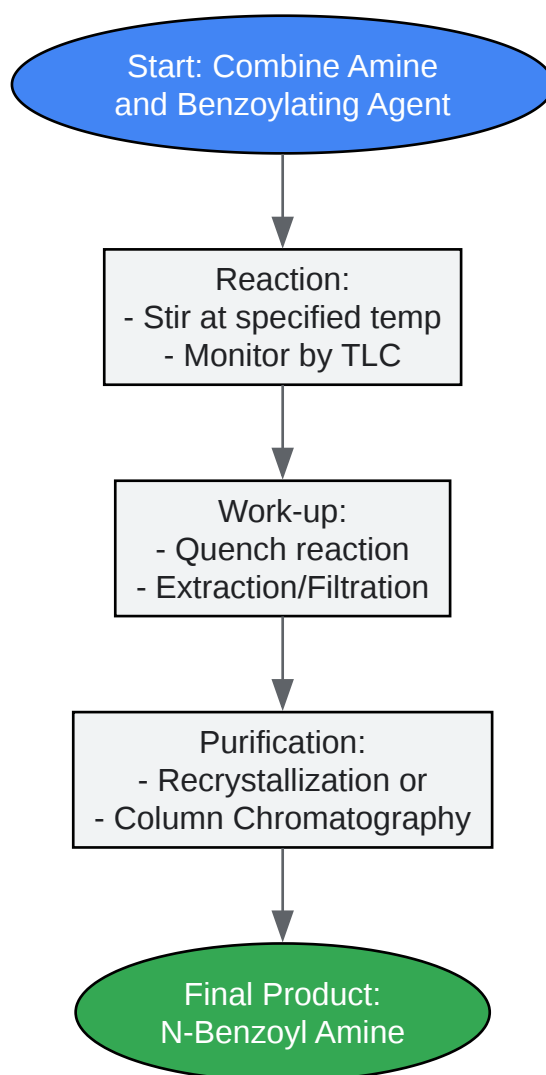 Start: Combine Amine
and Benzoylating Agent
Reaction:
- Stir at specified temp
- Monitor by TLC
Work-up:
- Quench reaction
- Extraction/Filtration
Purification:
- Recrystallization or
- Column Chromatography
Final Product:
N-Benzoyl Amine